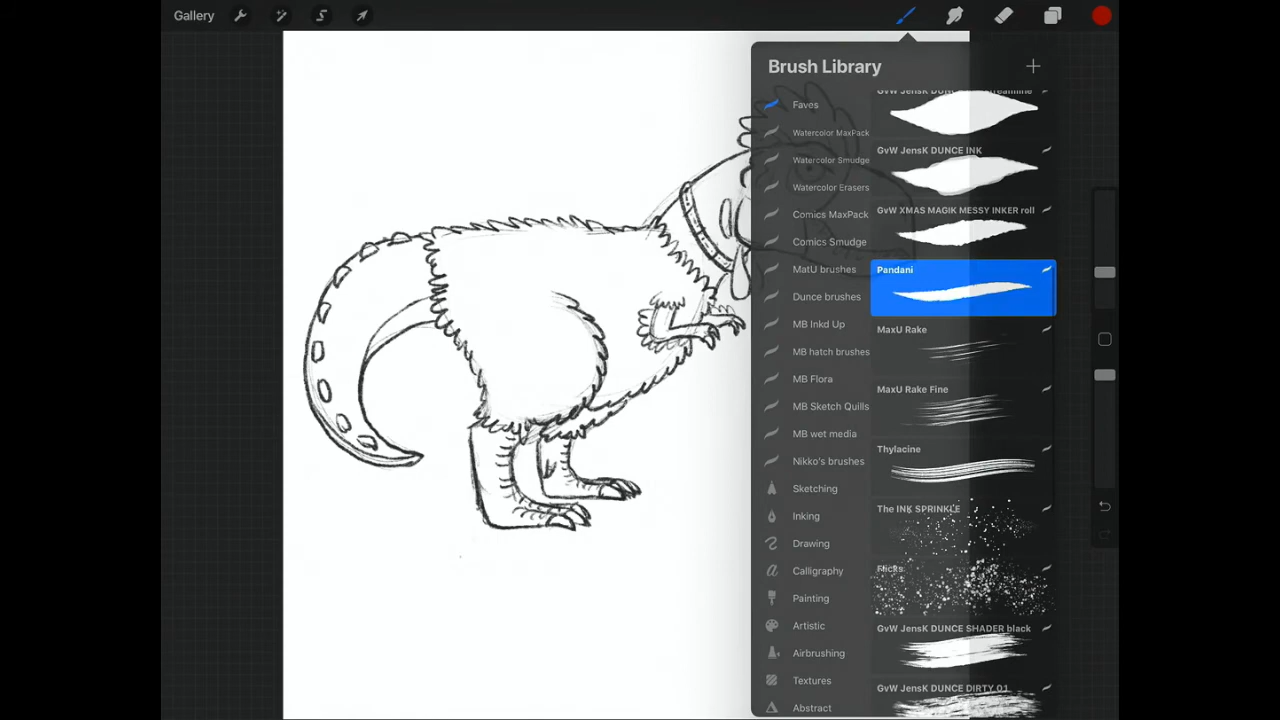 Gallery
Brush Library
Faves
Watercolor MaxPack
Watercolor Smudge
Watercolor Erasers
Comics MaxPack
Comics Smudge
MatU brushes
Dunce brushes
MB Inkd Up
MB hatch brushes
MB Flora
MB Sketch Quills
MB wet media
Nikko's brushes
Sketching
Inking
Drawing
Calligraphy
Painting
Artistic
Airbrushing
Textures
Abstract
GvW JensK DUNCE
GvW JensK DUNCE INK
GvW XMAS MAGIK MESSY INKER roll
Pandani
MaxU Rake
MaxU Rake Fine
Thylacine
The INK SPRINKLE
Flicks
GvW JensK DUNCE SHADER black
GvW JensK DUNCE DIRTY 01